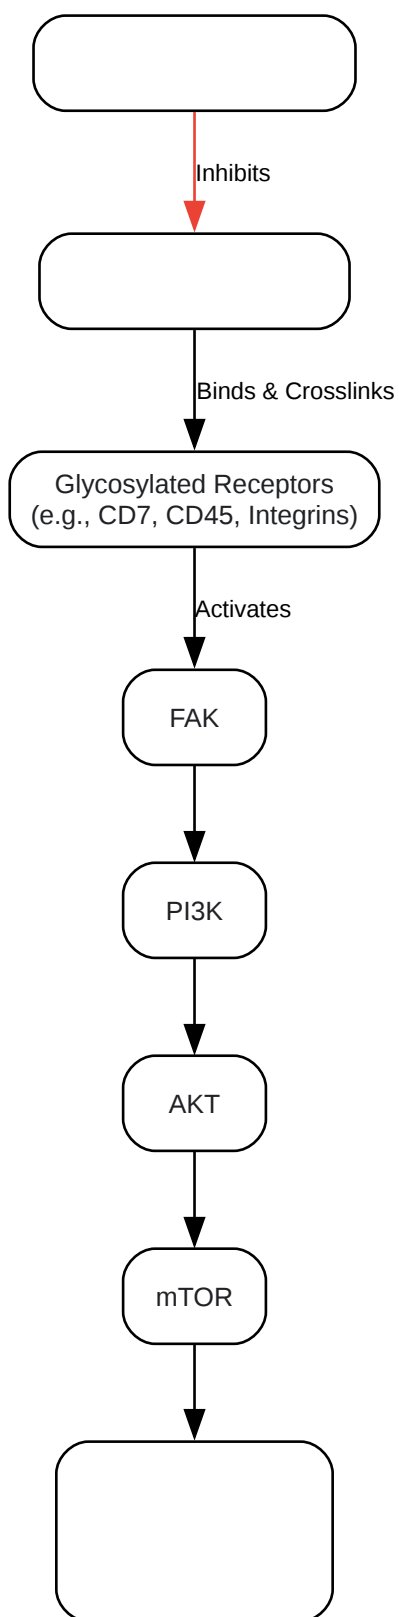 Inhibits
Binds & Crosslinks
Glycosylated Receptors
(e.g., CD7, CD45, Integrins)
Activates
FAK
PI3K
AKT
mTOR